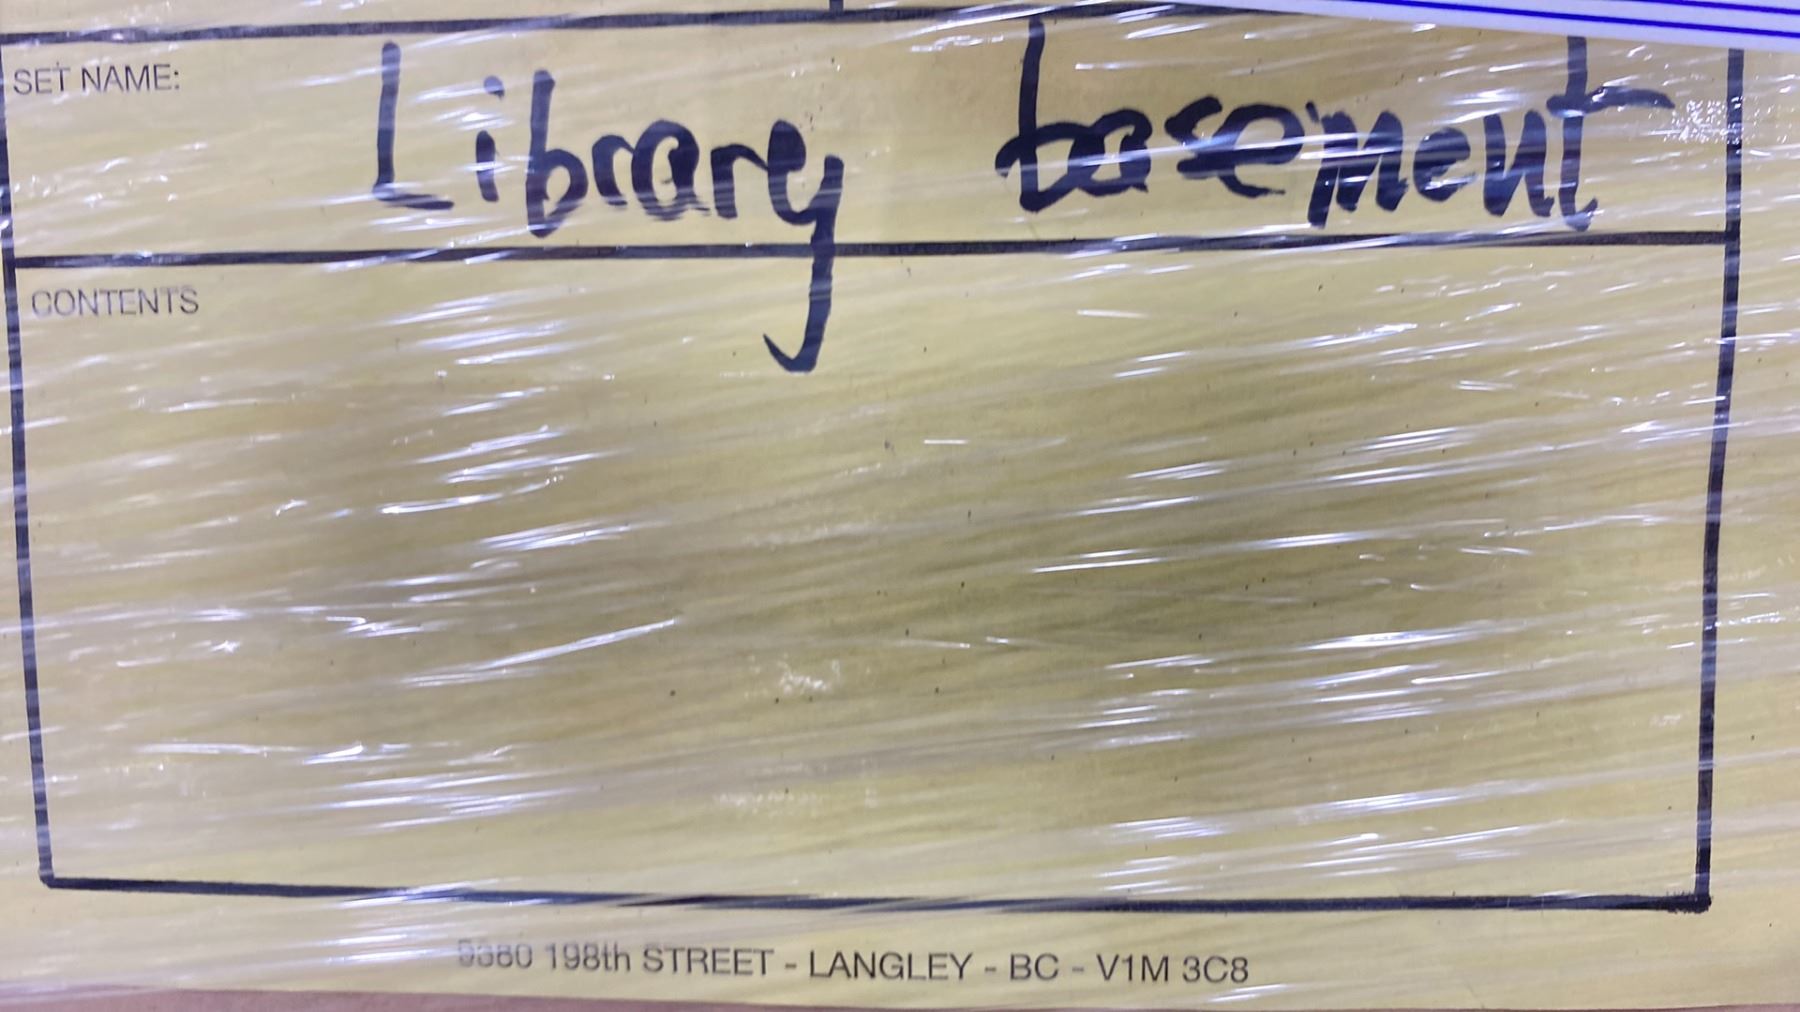 SET NAME:
Library basement
CONTENTS
198th STREET - LANGLEY - BC - V1M 3C8